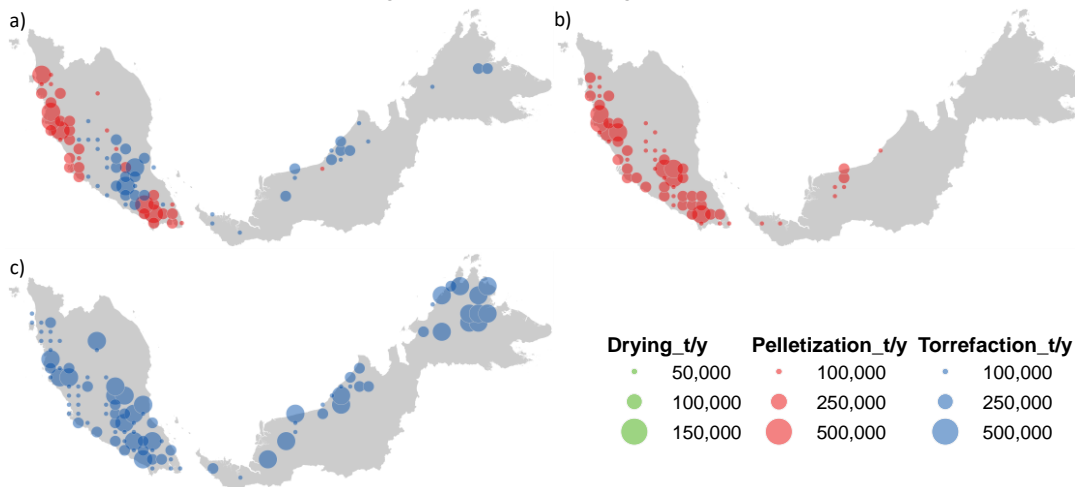 a)
b)
c)
Drying_t/y Pelletization_t/y Torrefaction_t/y
50,000 100,000 100,000
100,000 250,000 250,000
150,000 500,000 500,000